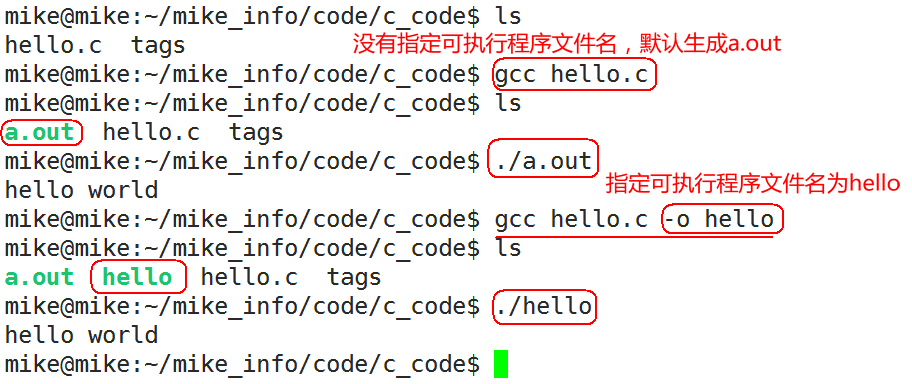 mike@mike:~/mike_info/code/c_code$ ls
hello.c  tags
没有指定可执行程序文件名，默认生成a.out
mike@mike:~/mike_info/code/c_code$ gcc hello.c
mike@mike:~/mike_info/code/c_code$ ls
a.out  hello.c  tags
mike@mike:~/mike_info/code/c_code$ ./a.out
hello world
指定可执行程序文件名为hello
mike@mike:~/mike_info/code/c_code$ gcc hello.c -o hello
mike@mike:~/mike_info/code/c_code$ ls
a.out  hello  hello.c  tags
mike@mike:~/mike_info/code/c_code$ ./hello
hello world
mike@mike:~/mike_info/code/c_code$